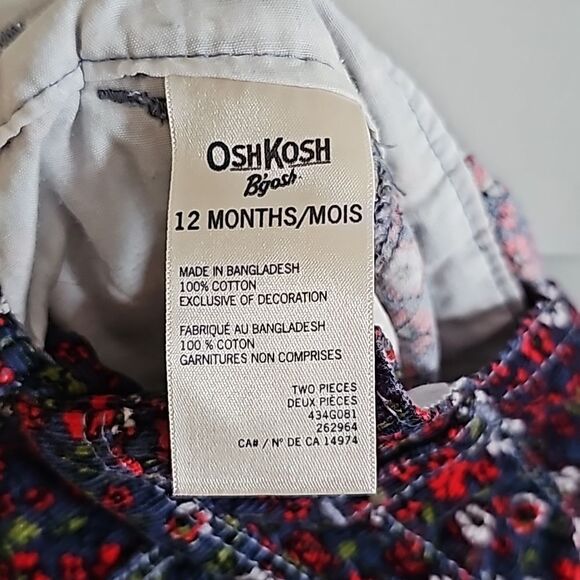 OSHKOSH
B'gosh
12 MONTHS/MOIS
MADE IN BANGLADESH
100% COTTON
EXCLUSIVE OF DECORATION
FABRIQUÉ AU BANGLADESH
100 % COTON
GARNITURES NON COMPRISES
TWO PIECES
DEUX PIÈCES
434G081
262964
CA# / N° DE CA 14974